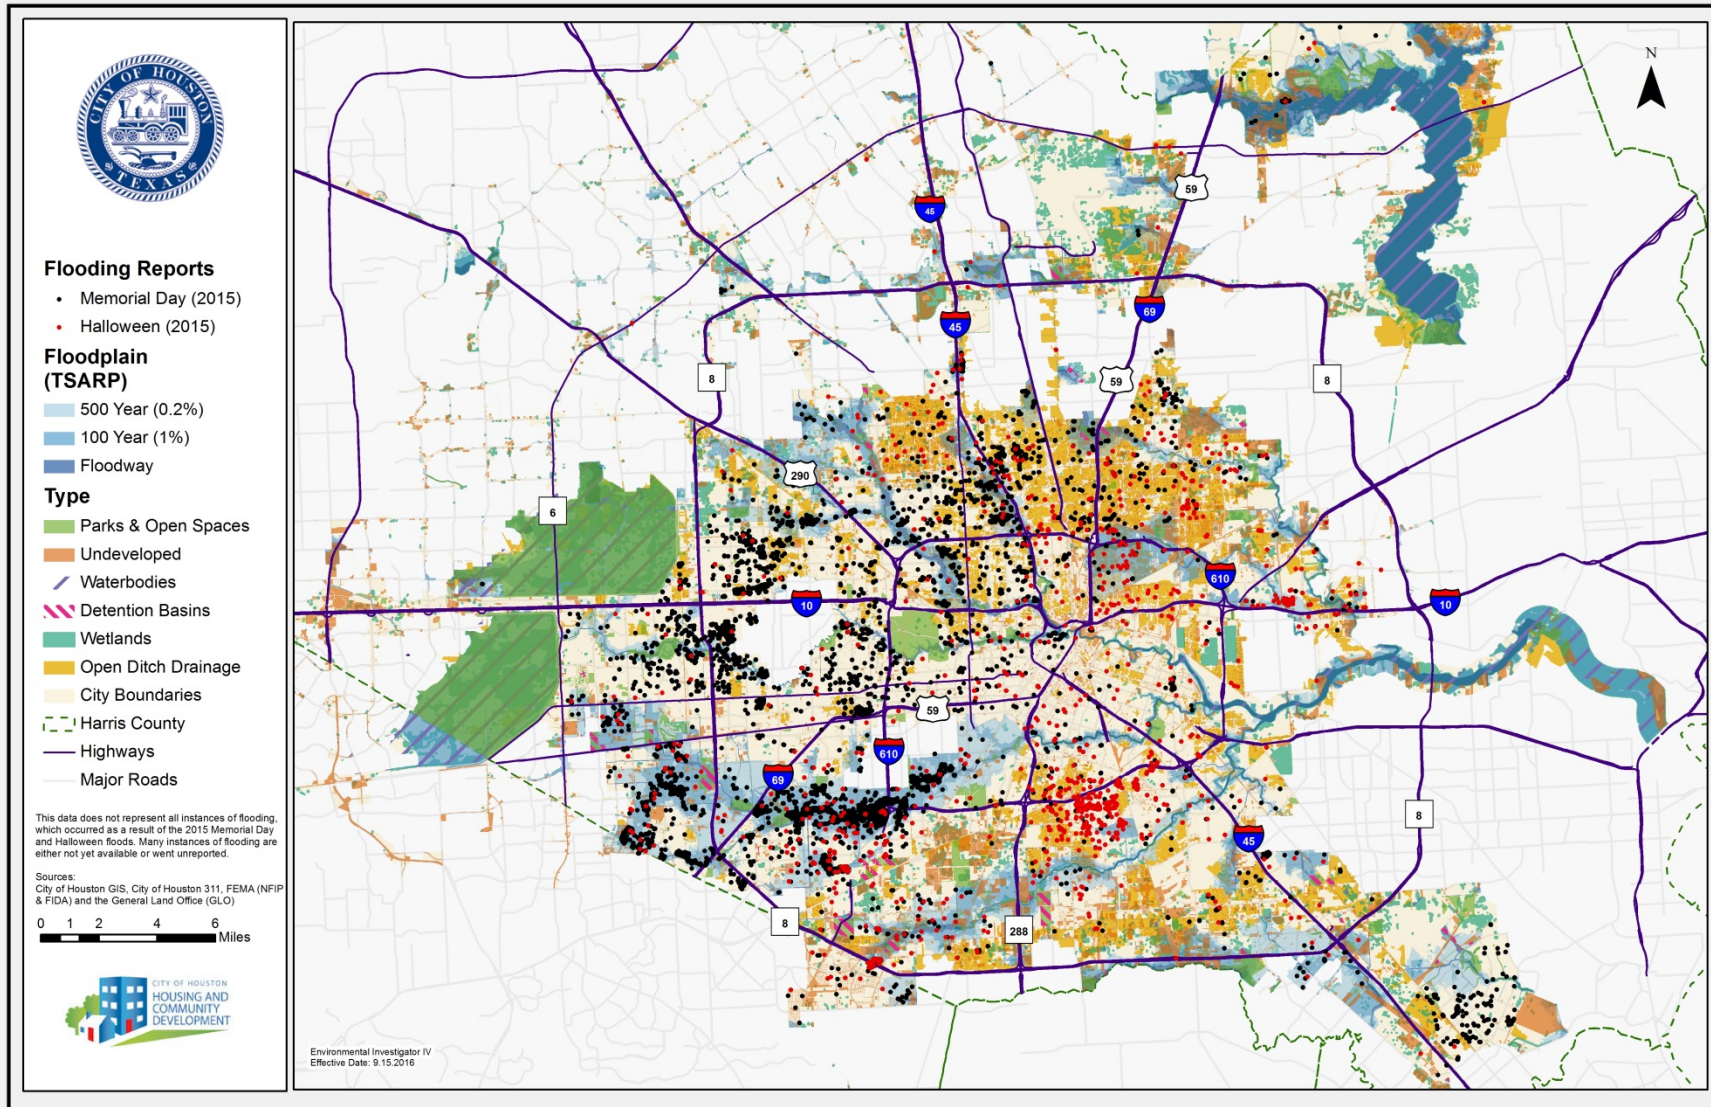 CITY OF HOUSTON
TEXAS
Flooding Reports
Memorial Day (2015)
Halloween (2015)
Floodplain
(TSARP)
500 Year (0.2%)
100 Year (1%)
Floodway
Type
Parks & Open Spaces
Undeveloped
Waterbodies
Detention Basins
Wetlands
Open Ditch Drainage
City Boundaries
Harris County
Highways
Major Roads
This data does not represent all instances of flooding,
which occurred as a result of the 2015 Memorial Day
and Halloween floods. Many instances of flooding are
either not yet available or went unreported.
Sources:
City of Houston GIS, City of Houston 311, FEMA (NFIP
& FIDA) and the General Land Office (GLO)
0 1 2 4 6
Miles
CITY OF HOUSTON
HOUSING AND
COMMUNITY
DEVELOPMENT
N
59
45
69
45
59
8
8
290
6
610
10
10
59
610
69
8
45
8
288
Environmental Investigator IV
Effective Date: 9.15.2016